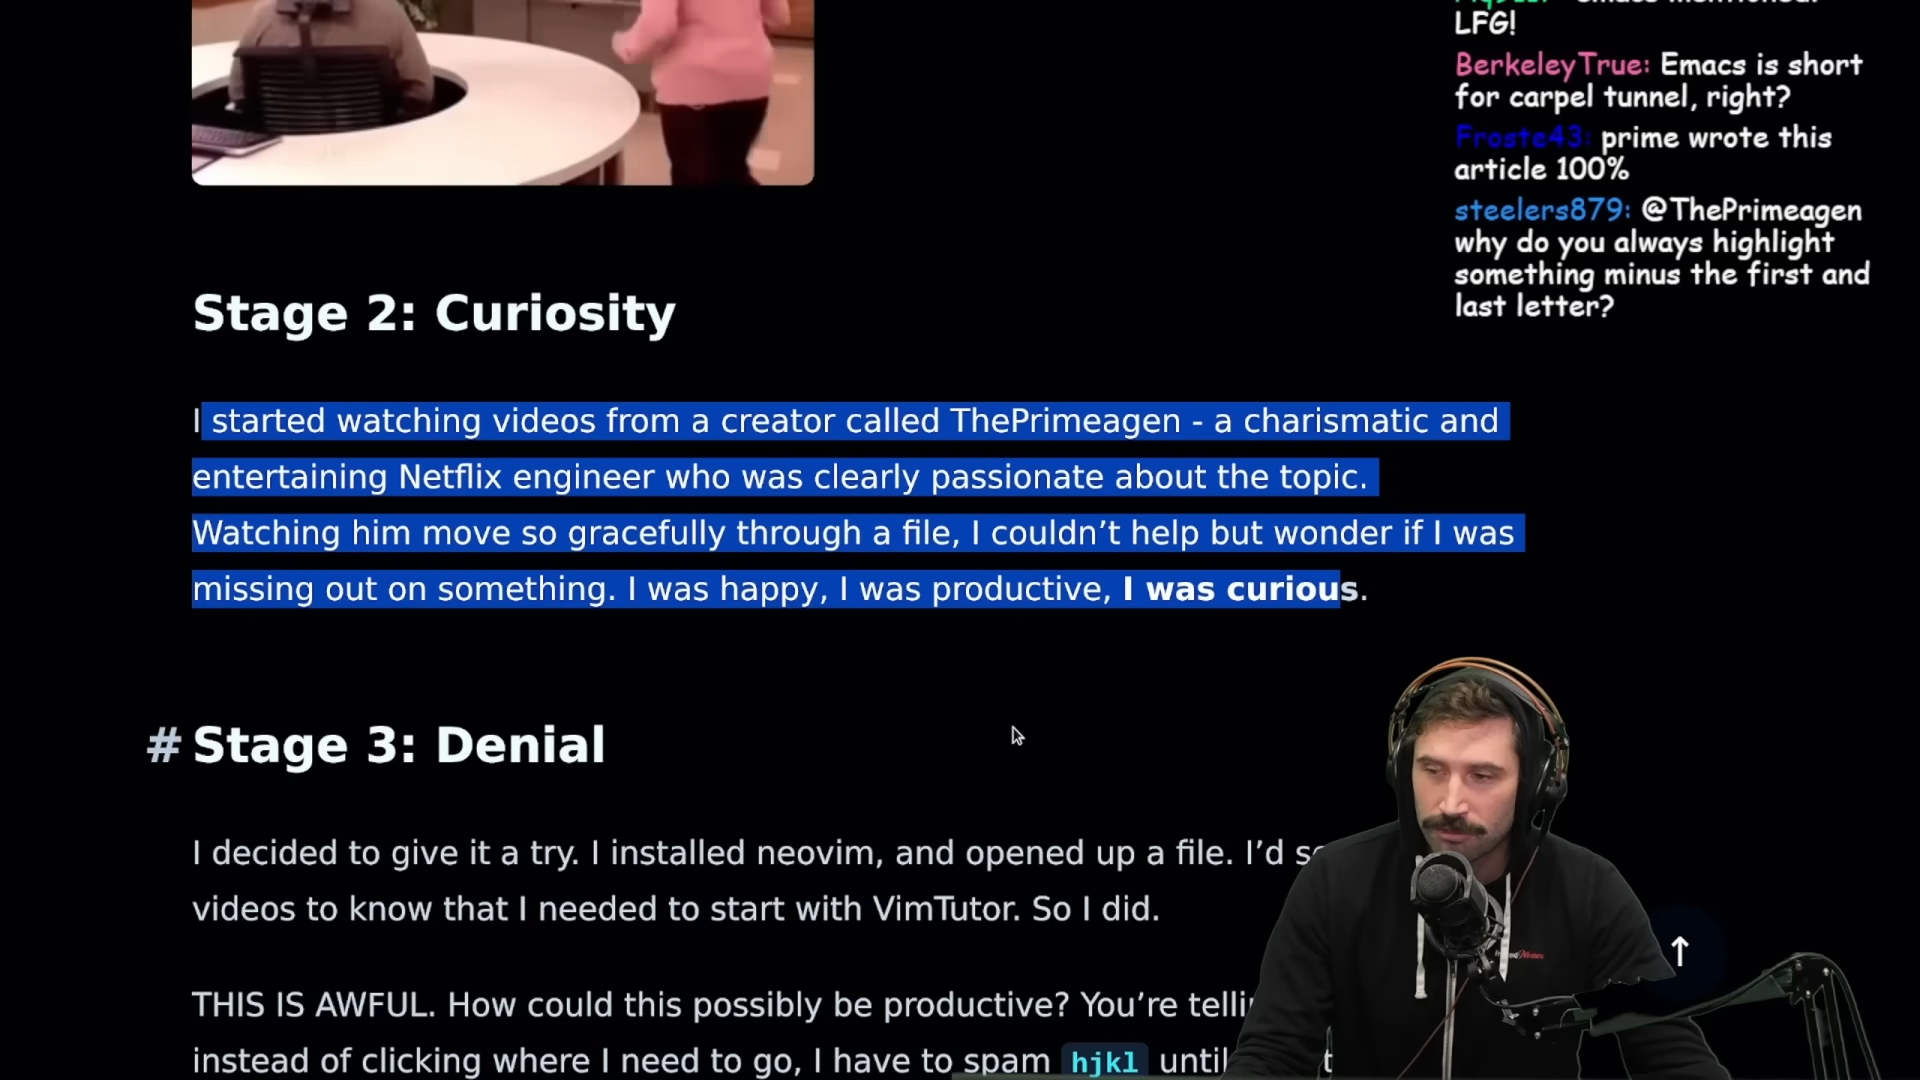 Stage 2: Curiosity
I started watching videos from a creator called ThePrimeagen - a charismatic and
entertaining Netflix engineer who was clearly passionate about the topic.
Watching him move so gracefully through a file, I couldn’t help but wonder if I was
missing out on something. I was happy, I was productive, I was curious.
# Stage 3: Denial
I decided to give it a try. I installed neovim, and opened up a file. I’d
videos to know that I needed to start with VimTutor. So I did.
THIS IS AWFUL. How could this possibly be productive? You’re
instead of clicking where I need to go, I have to spam hjkl until
↑
LFG!
BerkeleyTrue: Emacs is short
for carpel tunnel, right?
Froste43: prime wrote this
article 100%
steelers879: @ThePrimeagen
why do you always highlight
something minus the first and
last letter?